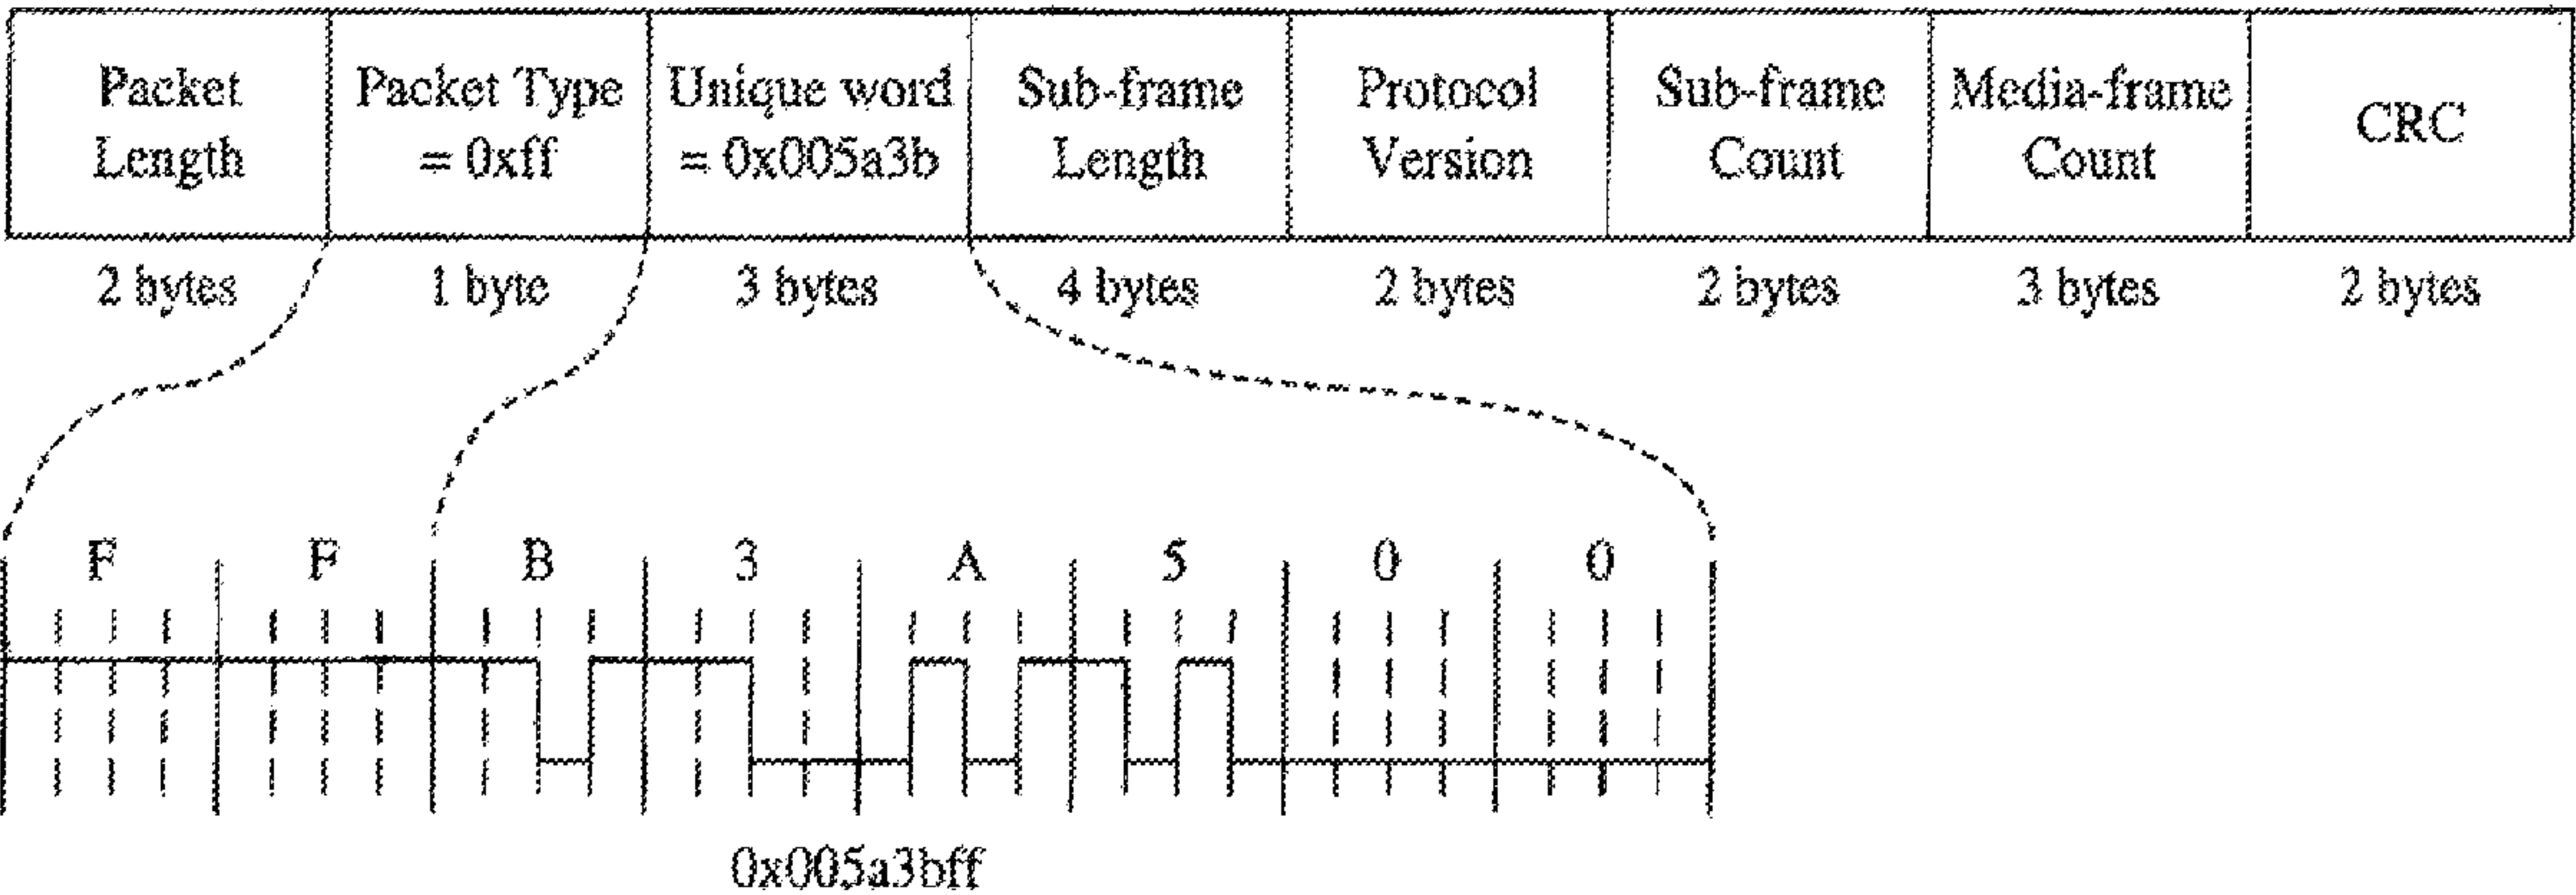 Packet Length
Packet Type = 0xff
Unique word = 0x005a3b
Sub-frame Length
Protocol Version
Sub-frame Count
Media-frame Count
CRC
2 bytes
1 byte
3 bytes
4 bytes
2 bytes
2 bytes
3 bytes
2 bytes
F F B 3 A 5 0 0
0x005a3bff